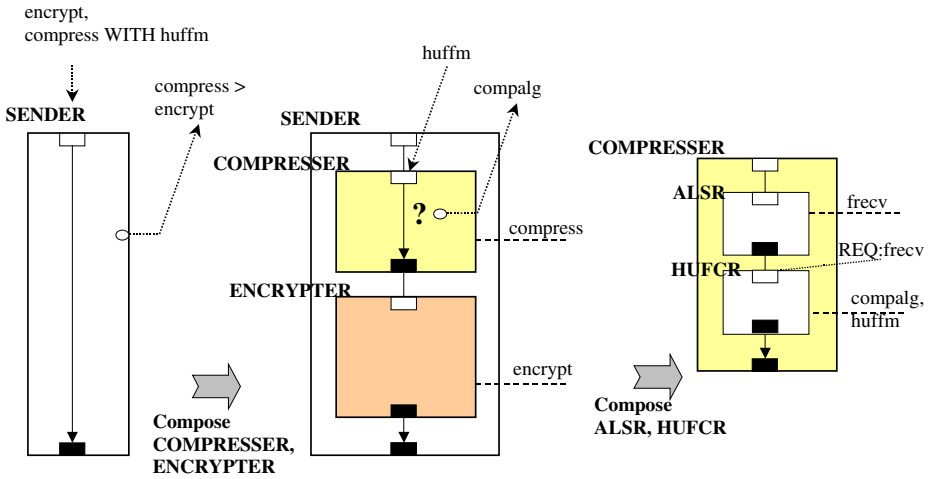 encrypt,
compress WITH huffm
SENDER
compress >
encrypt
Compose
COMPRESSER,
ENCRYPTER
huffm
compalg
SENDER
COMPRESSER
?
compress
ENCRYPTER
encrypt
Compose
ALSR, HUFCR
COMPRESSER
ALSR
frecv
REQ:frecv
HUFCR
compalg,
huffm